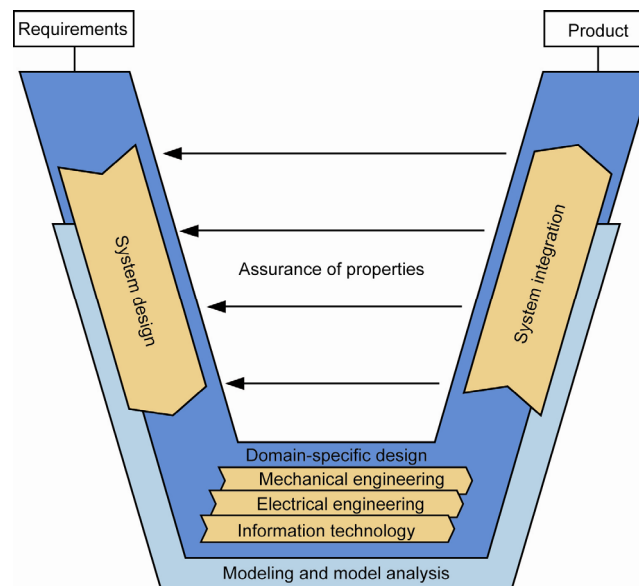 Requirements
Product
System design
Assurance of properties
System integration
Domain-specific design
Mechanical engineering
Electrical engineering
Information technology
Modeling and model analysis